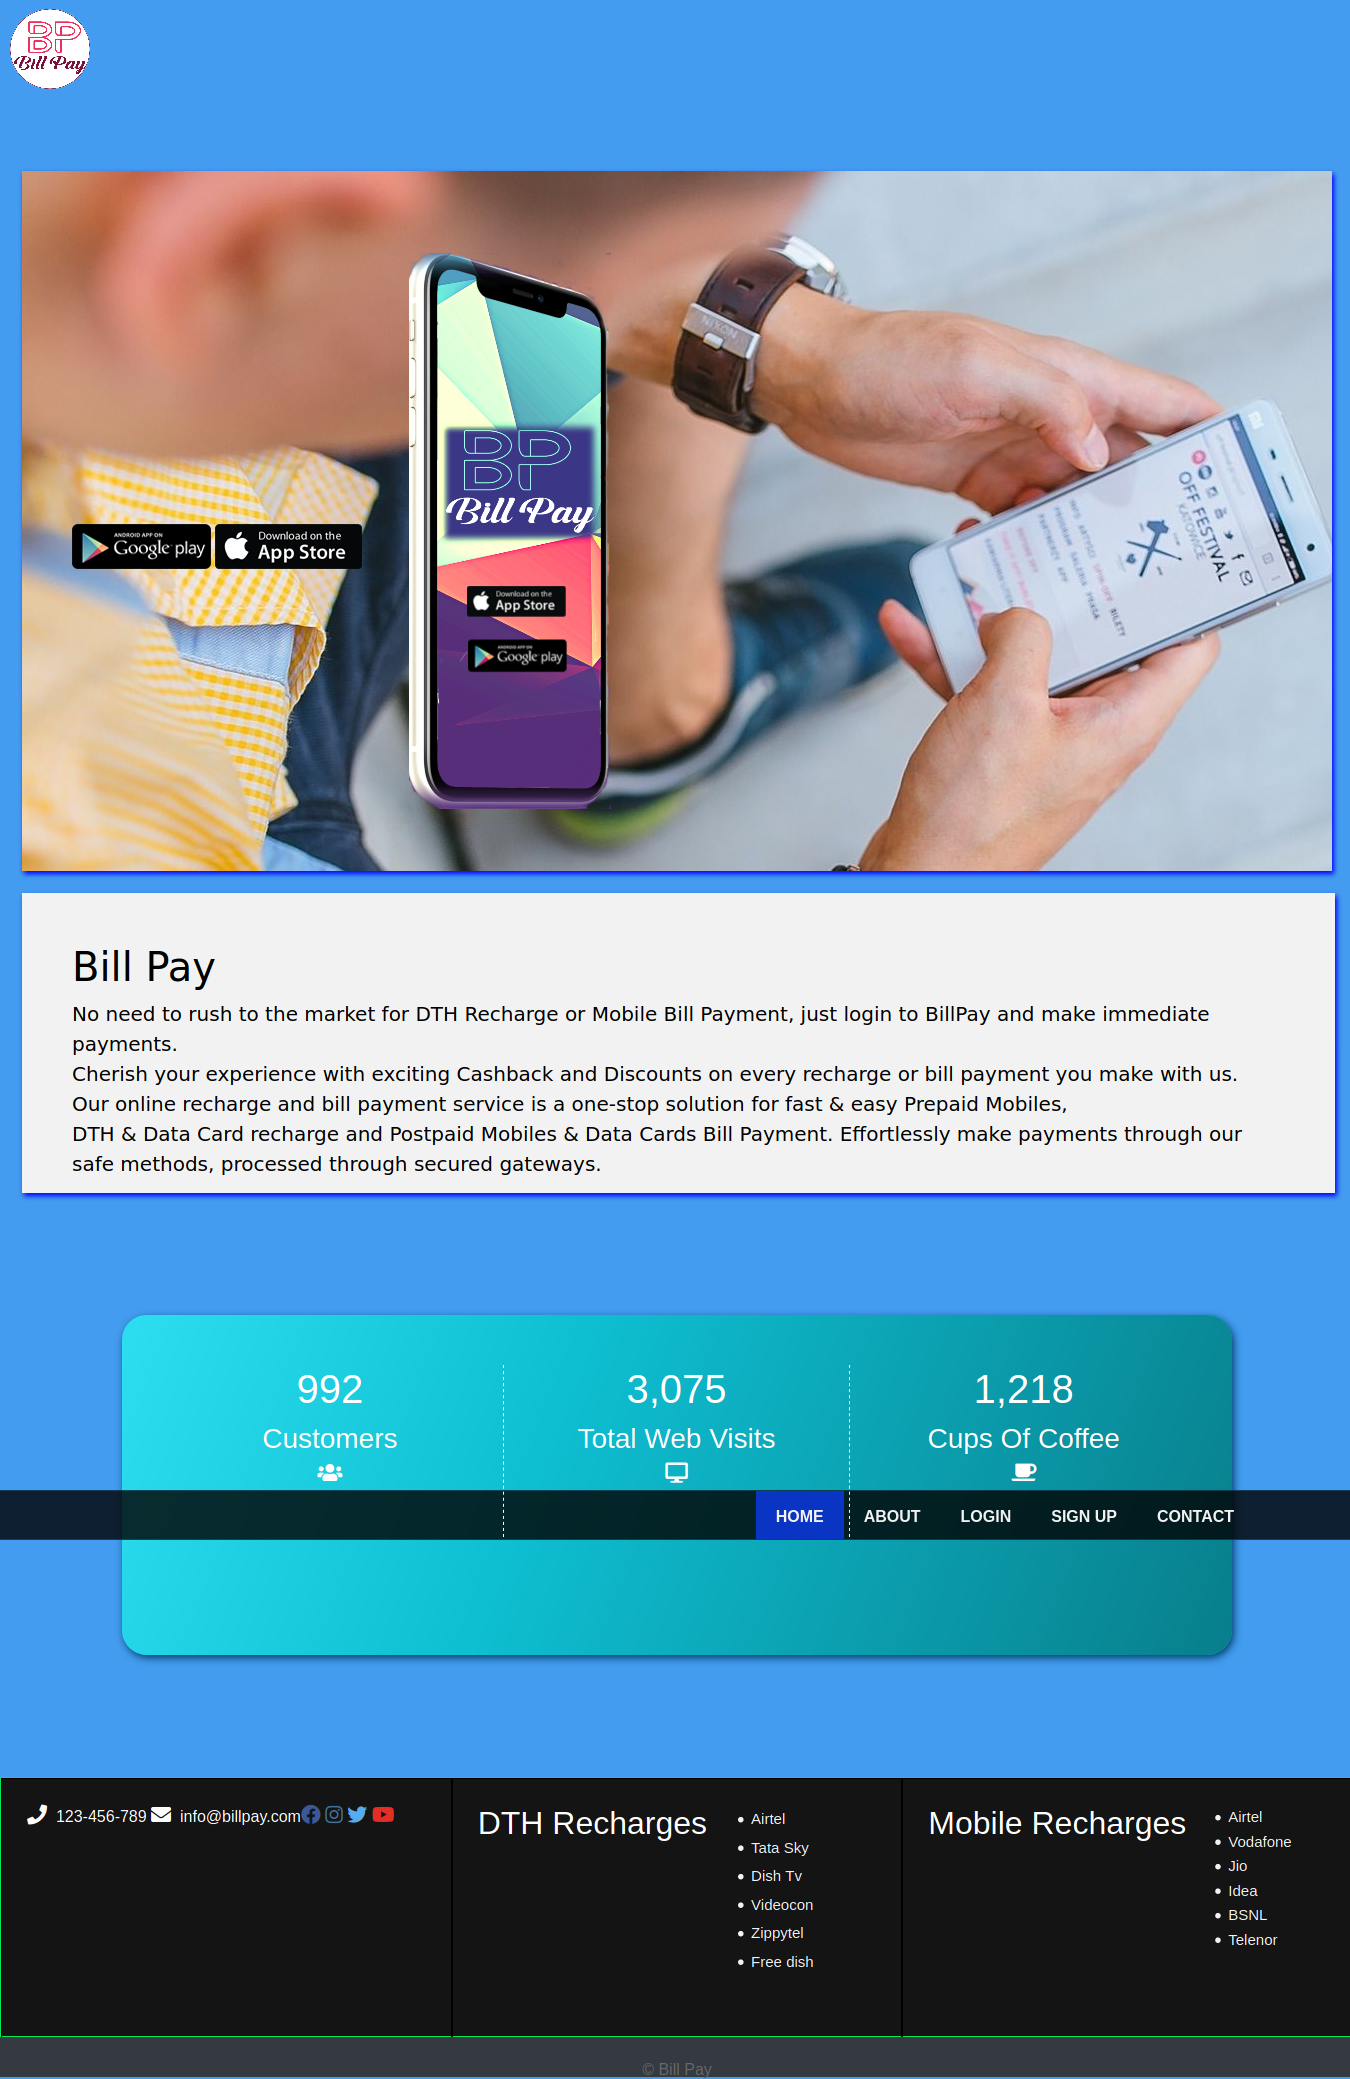 BP
Bill Pay
NIXON
OFF FESTIVAL
KATOWICE
BP
Bill Pay
ANDROID APP ON
Google play
Download on the
App Store
Download on the
App Store
ANDROID APP ON
Google play
Bill Pay
No need to rush to the market for DTH Recharge or Mobile Bill Payment, just login to BillPay and make immediate
payments.
Cherish your experience with exciting Cashback and Discounts on every recharge or bill payment you make with us.
Our online recharge and bill payment service is a one-stop solution for fast & easy Prepaid Mobiles,
DTH & Data Card recharge and Postpaid Mobiles & Data Cards Bill Payment. Effortlessly make payments through our
safe methods, processed through secured gateways.
992
Customers
3,075
Total Web Visits
1,218
Cups Of Coffee
HOME ABOUT LOGIN SIGN UP CONTACT
123-456-789 info@billpay.com
DTH Recharges
Airtel
Tata Sky
Dish Tv
Videocon
Zippytel
Free dish
Mobile Recharges
Airtel
Vodafone
Jio
Idea
BSNL
Telenor
© Bill Pay